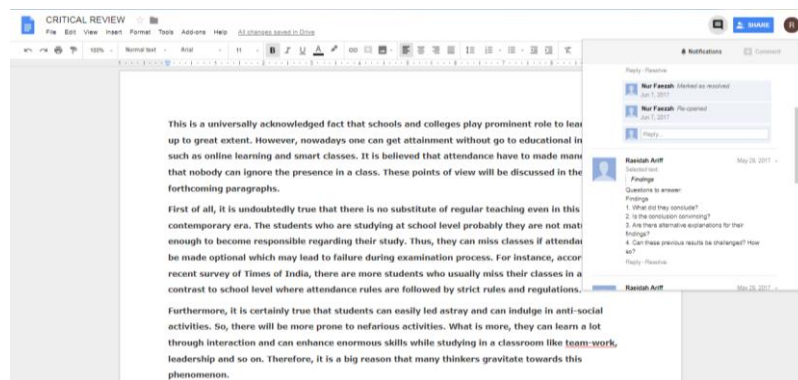 CRITICAL REVIEW
File Edit View Insert Format Tools Add-ons Help All changes saved in Drive
SHARE
R
100% Normal text Arial 11 B I U A
Notifications Comment
Reply · Resolve
Nur Faezah Marked as resolved
Jun 7, 2017
Nur Faezah Re-opened
Jun 7, 2017
Reply...
Raeidah Ariff May 29, 2017
Selected text:
Findings
Questions to answer:
Findings
1. What did they conclude?
2. Is the conclusion convincing?
3. Are there alternative explanations for their
findings?
4. Can these previous results be challenged? How
so?
Reply · Resolve
Raeidah Ariff May 29, 2017
This is a universally acknowledged fact that schools and colleges play prominent role to lear
up to great extent. However, nowadays one can get attainment without go to educational in
such as online learning and smart classes. It is believed that attendance have to made man
that nobody can ignore the presence in a class. These points of view will be discussed in the
forthcoming paragraphs.
First of all, it is undoubtedly true that there is no substitute of regular teaching even in this
contemporary era. The students who are studying at school level probably they are not mat
enough to become responsible regarding their study. Thus, they can miss classes if attendar
be made optional which may lead to failure during examination process. For instance, accor
recent survey of Times of India, there are more students who usually miss their classes in a
contrast to school level where attendance rules are followed by strict rules and regulations.
Furthermore, it is certainly true that students can easily led astray and can indulge in anti-social
activities. So, there will be more prone to nefarious activities. What is more, they can learn a lot
through interaction and can enhance enormous skills while studying in a classroom like team-work,
leadership and so on. Therefore, it is a big reason that many thinkers gravitate towards this
phenomenon.